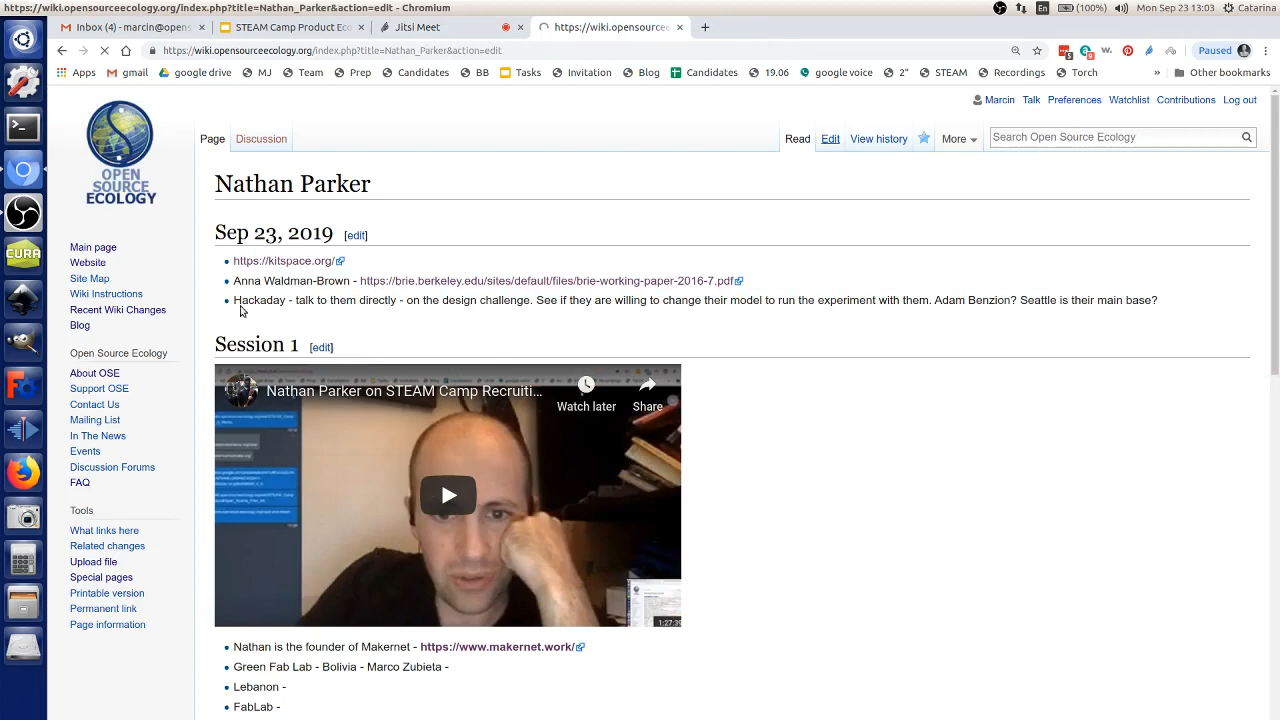 https://wiki.opensourceecology.org/index.php?title=Nathan_Parker&action=edit - Chromium
En (100%) Mon Sep 23 13:03 Catarina
Inbox (4) - marcin@opens STEAM Camp Product Eco Jitsi Meet https://wiki.opensourceec
https://wiki.opensourceecology.org/index.php?title=Nathan_Parker&action=edit Paused
Apps gmail google drive MJ Team Prep Candidates BB Tasks Invitation Blog Candidat 19.06 google voice 2" STEAM Recordings Torch » Other bookmarks
Marcin Talk Preferences Watchlist Contributions Log out
Page Discussion Read Edit View history More Search Open Source Ecology
OPEN
SOURCE
ECOLOGY
Main page
Website
Site Map
Wiki Instructions
Recent Wiki Changes
Blog
Open Source Ecology
About OSE
Support OSE
Contact Us
Mailing List
In The News
Events
Discussion Forums
FAQ
Tools
What links here
Related changes
Upload file
Special pages
Printable version
Permanent link
Page information
CURA
Nathan Parker
Sep 23, 2019 [edit]
https://kitspace.org/
Anna Waldman-Brown - https://brie.berkeley.edu/sites/default/files/brie-working-paper-2016-7.pdf
Hackaday - talk to them directly - on the design challenge. See if they are willing to change their model to run the experiment with them. Adam Benzion? Seattle is their main base?
Session 1 [edit]
Nathan Parker on STEAM Camp Recruiti...
Watch later Share
1:27:39
Nathan is the founder of Makernet - https://www.makernet.work/
Green Fab Lab - Bolivia - Marco Zubieta -
Lebanon -
FabLab -